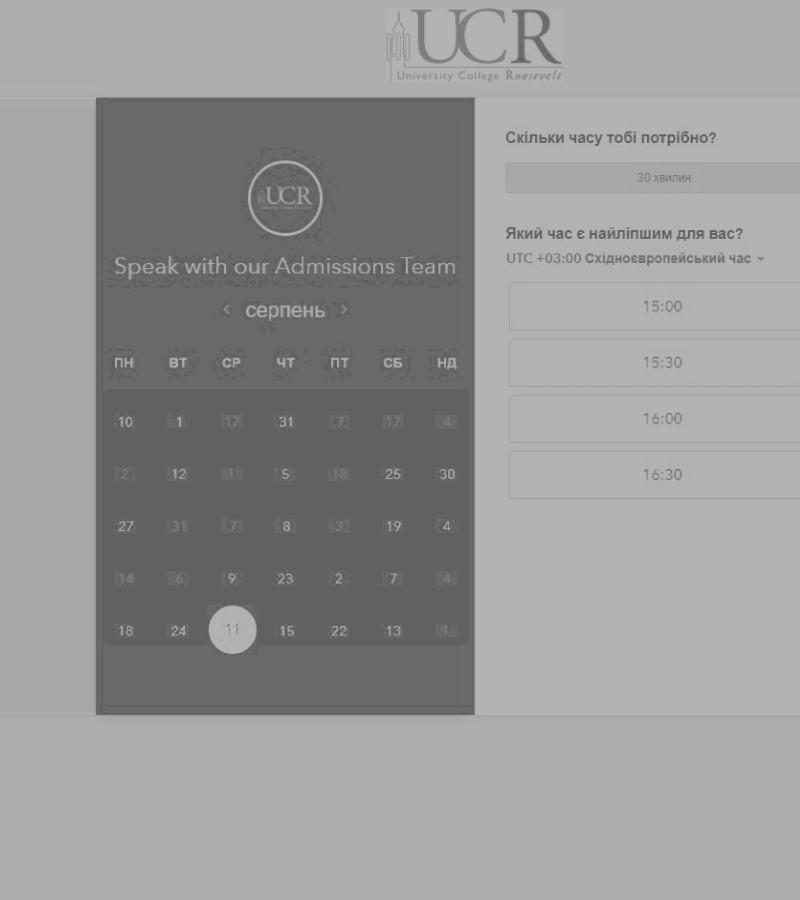 UCR
University College Roosevelt
UCR
Speak with our Admissions Team
серпень
ПН ВТ СР ЧТ ПТ СБ НД
10 1 17 31 7 17 4
2 12 1 5 18 25 30
27 31 7 8 3 19 4
14 6 9 23 2 7 4
18 24 11 15 22 13 1
Скільки часу тобі потрібно?
30 хвилин
Який час є найліпшим для вас?
UTC +03:00 Східноєвропейський час
15:00
15:30
16:00
16:30